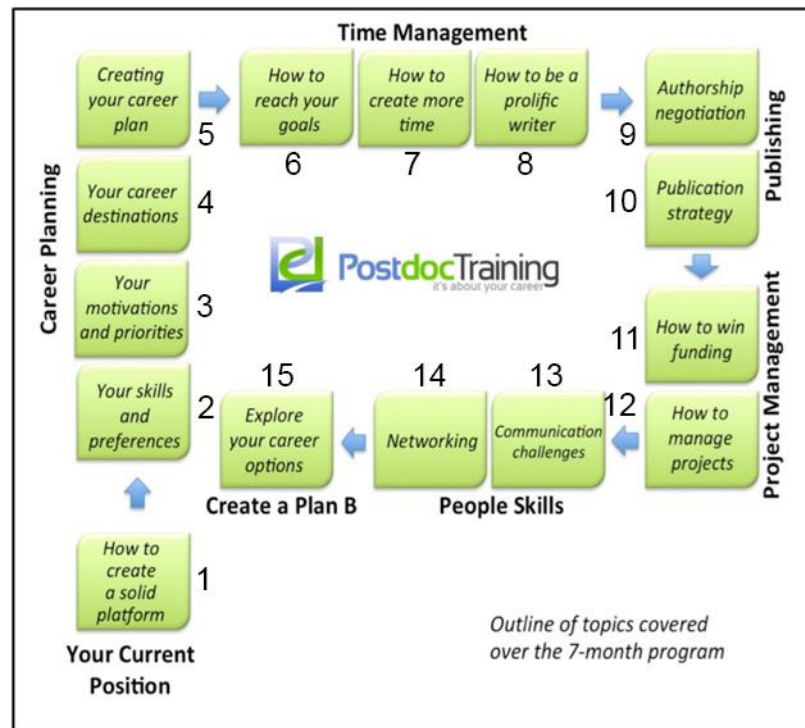 Time Management
Creating
your career
plan
5
How to
reach your
goals
6
How to
create more
time
7
How to be a
prolific
writer
8
Authorship
negotiation
9
Publishing
Publication
strategy
10
Career Planning
Your career
destinations
4
Your
motivations
and priorities
3
Your skills
and
preferences
2
PostdocTraining
it's about your career
How to win
funding
11
Project Management
How to
manage
projects
12
13
Communication
challenges
14
Networking
People Skills
15
Explore
your career
options
Create a Plan B
How to
create
a solid
platform
1
Your Current
Position
Outline of topics covered
over the 7-month program